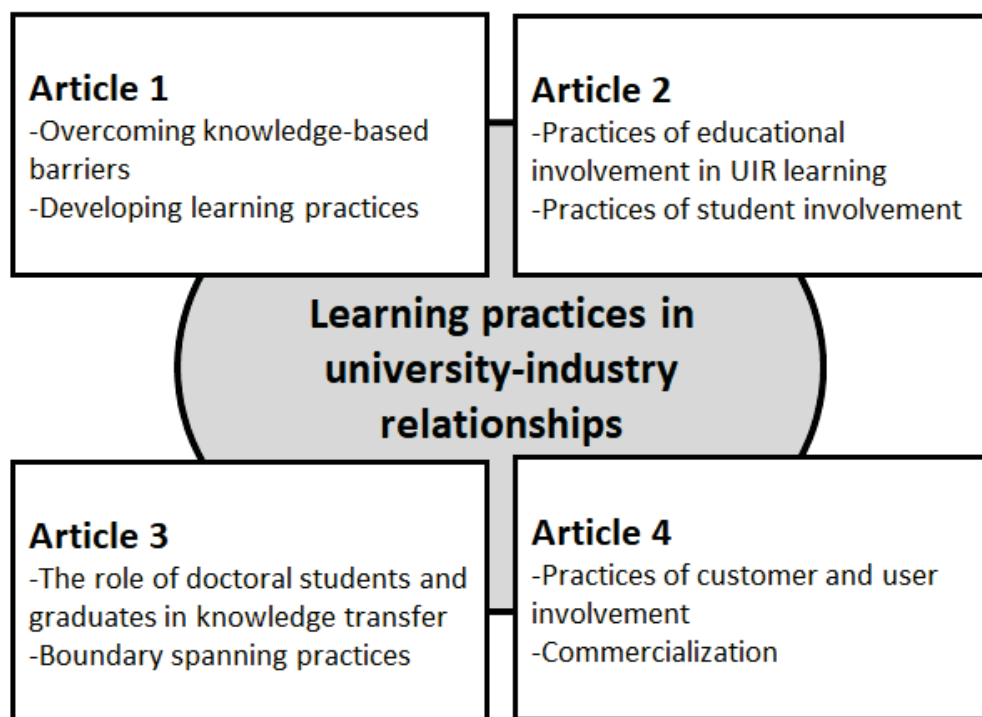 Article 1
-Overcoming knowledge-based
barriers
-Developing learning practices
Article 2
-Practices of educational
involvement in UIR learning
-Practices of student involvement
Learning practices in
university-industry
relationships
Article 3
-The role of doctoral students and
graduates in knowledge transfer
-Boundary spanning practices
Article 4
-Practices of customer and user
involvement
-Commercialization